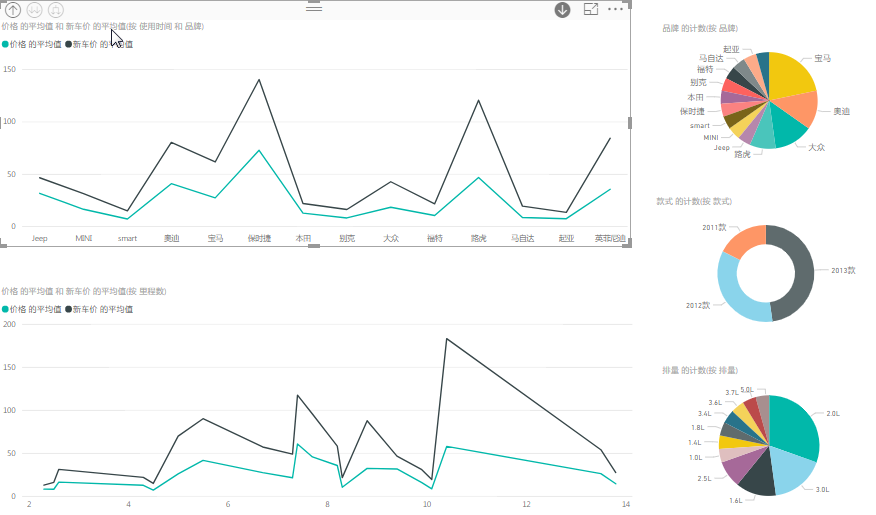 价格 的平均值 和 新车价 的平均值(按 使用时间 和 品牌)
价格 的平均值 新车价 的平均值
150
100
50
0
Jeep MINI smart 奥迪 宝马 保时捷 本田 别克 大众 福特 路虎 马自达 起亚 英菲尼迪
价格 的平均值 和 新车价 的平均值(按 里程数)
价格 的平均值 新车价 的平均值
200
150
100
50
0
2 4 6 8 10 12 14
品牌 的计数(按 品牌)
起亚
宝马
马自达
福特
别克
本田
奥迪
保时捷
smart
MINI
Jeep
大众
路虎
款式 的计数(按 款式)
2011款
2013款
2012款
排量 的计数(按 排量)
5.0L
3.7L
3.6L
2.0L
3.4L
1.8L
1.4L
1.0L
2.5L
3.0L
1.6L